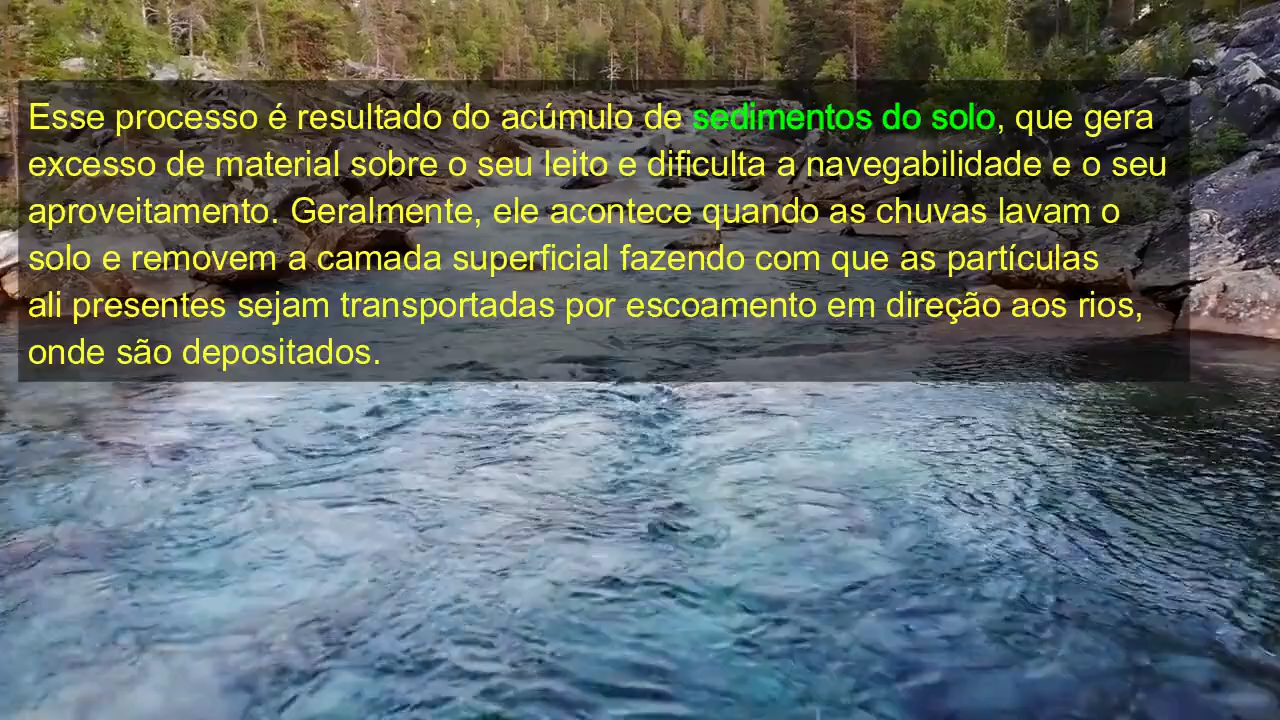 Esse processo é resultado do acúmulo de sedimentos do solo, que gera
excesso de material sobre o seu leito e dificulta a navegabilidade e o seu
aproveitamento. Geralmente, ele acontece quando as chuvas lavam o
solo e removem a camada superficial fazendo com que as partículas
ali presentes sejam transportadas por escoamento em direção aos rios,
onde são depositados.